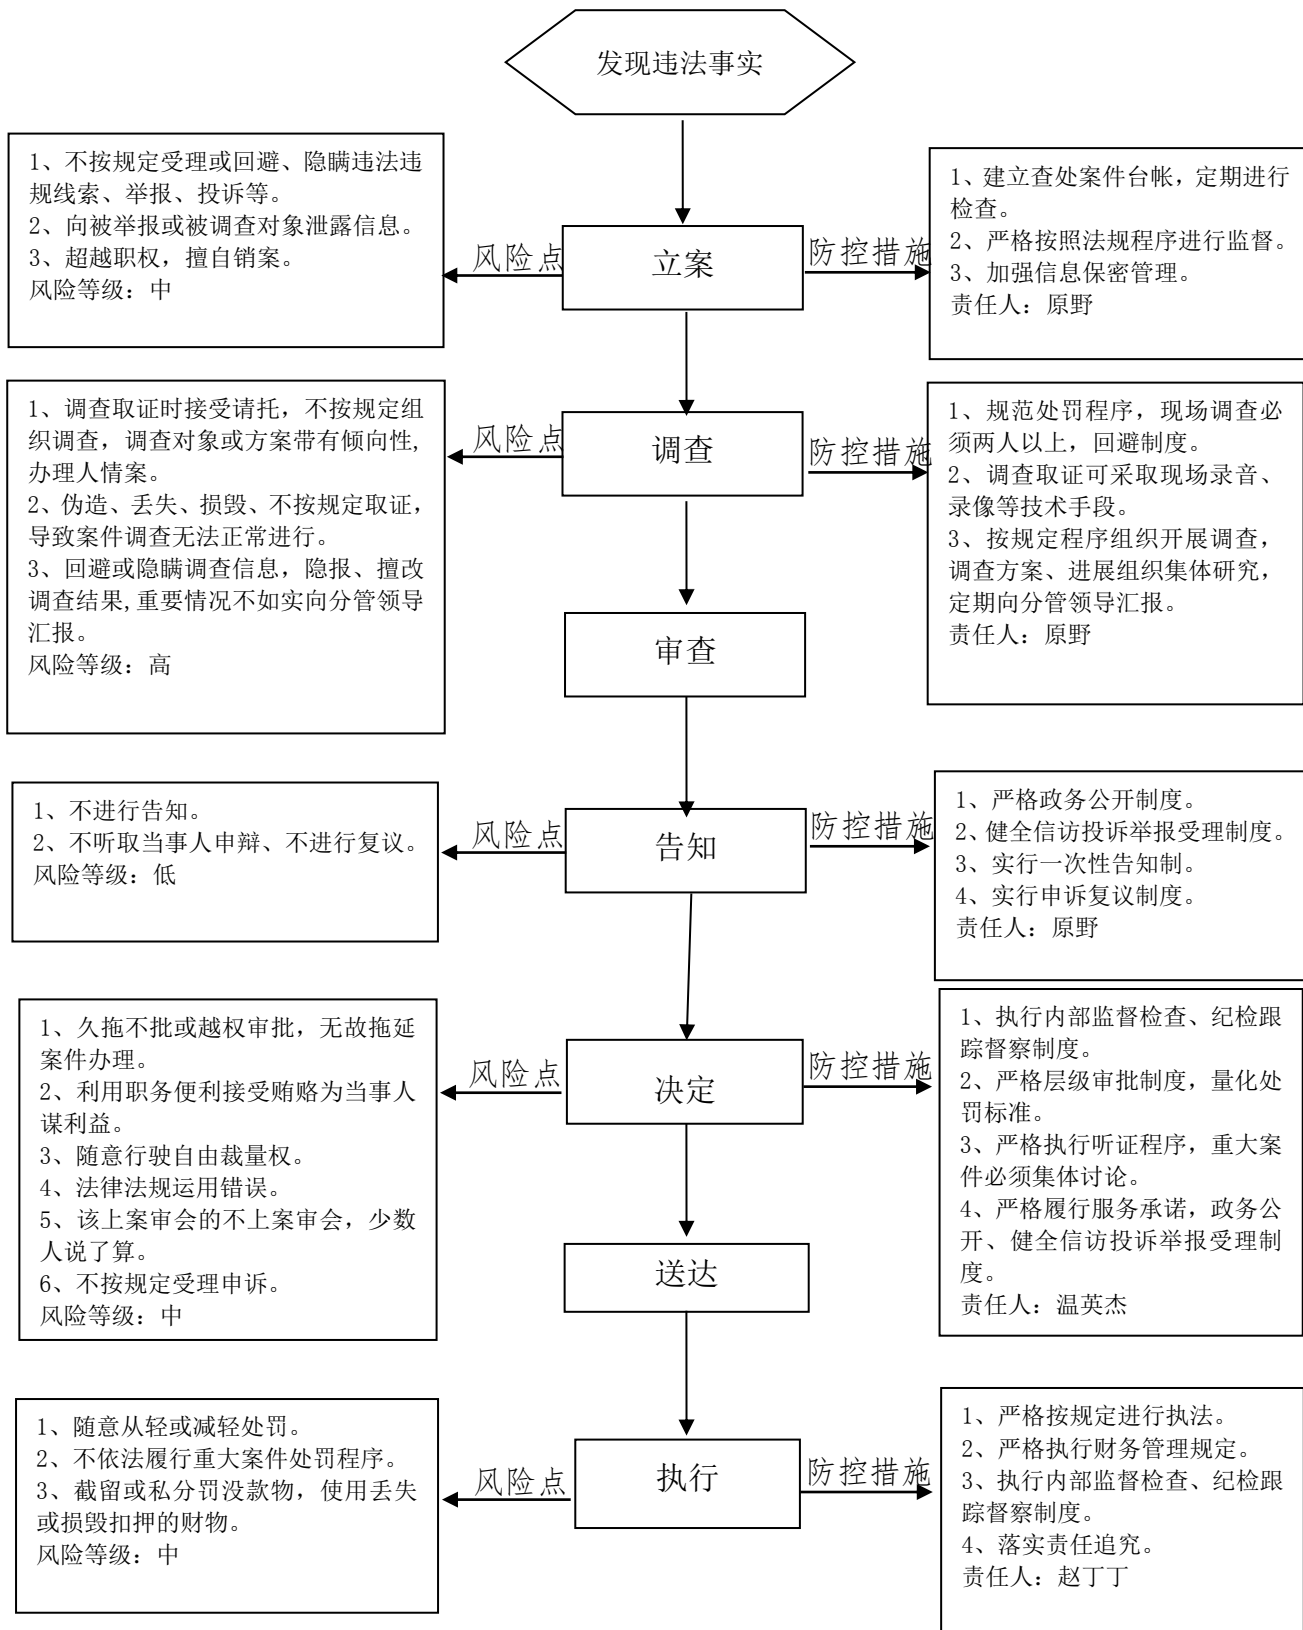 发现违法事实
1、不按规定受理或回避、隐瞒违法违
规线索、举报、投诉等。
2、向被举报或被调查对象泄露信息。
3、超越职权，擅自销案。
风险等级：中
风险点
立案
防控措施
1、建立查处案件台帐，定期进行
检查。
2、严格按照法规程序进行监督。
3、加强信息保密管理。
责任人：原野
1、调查取证时接受请托，不按规定组
织调查，调查对象或方案带有倾向性,
办理人情案。
2、伪造、丢失、损毁、不按规定取证，
导致案件调查无法正常进行。
3、回避或隐瞒调查信息，隐报、擅改
调查结果,重要情况不如实向分管领导
汇报。
风险等级：高
风险点
调查
防控措施
1、规范处罚程序，现场调查必
须两人以上，回避制度。
2、调查取证可采取现场录音、
录像等技术手段。
3、按规定程序组织开展调查，
调查方案、进展组织集体研究，
定期向分管领导汇报。
责任人：原野
审查
1、不进行告知。
2、不听取当事人申辩、不进行复议。
风险等级：低
风险点
告知
防控措施
1、严格政务公开制度。
2、健全信访投诉举报受理制度。
3、实行一次性告知制。
4、实行申诉复议制度。
责任人：原野
1、久拖不批或越权审批，无故拖延
案件办理。
2、利用职务便利接受贿赂为当事人
谋利益。
3、随意行驶自由裁量权。
4、法律法规运用错误。
5、该上案审会的不上案审会，少数
人说了算。
6、不按规定受理申诉。
风险等级：中
风险点
决定
防控措施
1、执行内部监督检查、纪检跟
踪督察制度。
2、严格层级审批制度，量化处
罚标准。
3、严格执行听证程序，重大案
件必须集体讨论。
4、严格履行服务承诺，政务公
开、健全信访投诉举报受理制
度。
责任人：温英杰
送达
1、随意从轻或减轻处罚。
2、不依法履行重大案件处罚程序。
3、截留或私分罚没款物，使用丢失
或损毁扣押的财物。
风险等级：中
风险点
执行
防控措施
1、严格按规定进行执法。
2、严格执行财务管理规定。
3、执行内部监督检查、纪检跟
踪督察制度。
4、落实责任追究。
责任人：赵丁丁